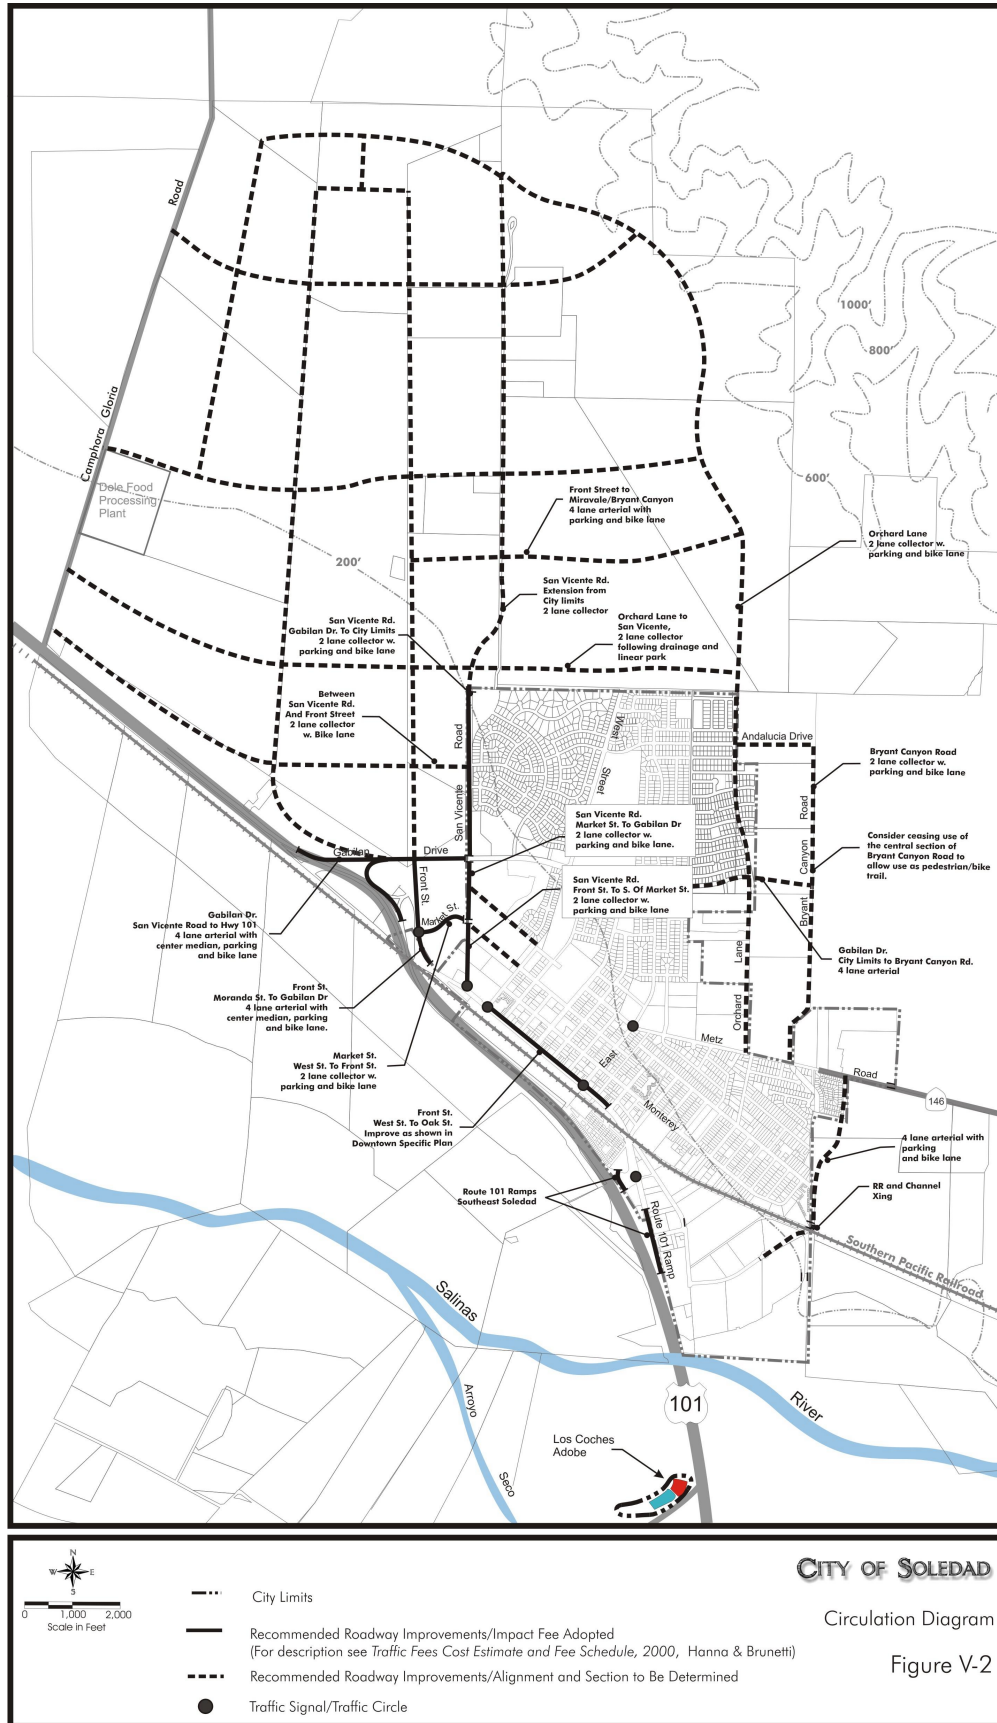 Road
1000'
800'
Camphora Gloria
600'
Dole Food
Processing
Plant
Front Street to
Miravale/Bryant Canyon
4 lane arterial with
parking and bike lane
Orchard Lane
2 lane collector w.
parking and bike lane
200'
San Vicente Rd.
Extension from
City limits
2 lane collector
San Vicente Rd.
Gabilan Dr. To City Limits
2 lane collector w.
parking and bike lane
Orchard Lane to
San Vicente,
2 lane collector
following drainage and
linear park
Between
San Vicente Rd.
And Front Street
2 lane collector
w. Bike lane
San Vicente Road
West Street
Andalucia Drive
Bryant Canyon Road
2 lane collector w.
parking and bike lane
San Vicente Rd.
Market St. To Gabilan Dr
2 lane collector w.
parking and bike lane.
Bryant Canyon Road
Consider ceasing use of
the central section of
Bryant Canyon Road to
allow use as pedestrian/bike
trail.
Gabilan Drive
Front St.
San Vicente Rd.
Front St. To S. Of Market St.
2 lane collector w.
parking and bike lane
Market St.
Gabilan Dr.
San Vicente Road to Hwy 101
4 lane arterial with
center median, parking
and bike lane
Gabilan Dr.
City Limits to Bryant Canyon Rd.
4 lane arterial
Orchard Lane
Front St.
Moranda St. To Gabilan Dr
4 lane arterial with
center median, parking
and bike lane.
Metz Road
East
Market St.
West St. To Front St.
2 lane collector w.
parking and bike lane
146
Monterey
Front St.
West St. To Oak St.
Improve as shown in
Downtown Specific Plan
4 lane arterial with
parking
and bike lane
Route 101 Ramps
Southeast Soledad
RR and Channel
Xing
Route 101 Ramp
Southern Pacific Railroad
Salinas River
Arroyo Seco
101
Los Coches
Adobe
N
W E
S
0 1,000 2,000
Scale in Feet
City Limits
Recommended Roadway Improvements/Impact Fee Adopted
(For description see Traffic Fees Cost Estimate and Fee Schedule, 2000, Hanna & Brunetti)
Recommended Roadway Improvements/Alignment and Section to Be Determined
Traffic Signal/Traffic Circle
CITY OF SOLEDAD
Circulation Diagram
Figure V-2